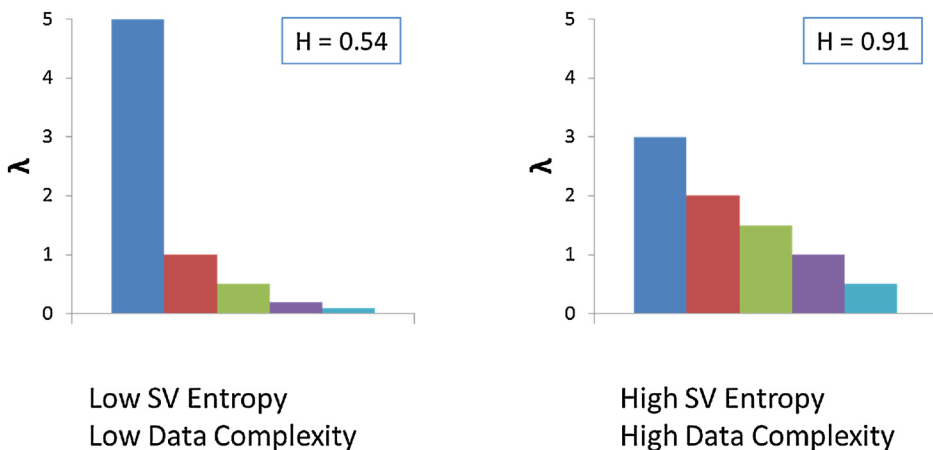 5
H = 0.54
4
3
λ
2
1
0
Low SV Entropy
Low Data Complexity
5
H = 0.91
4
3
λ
2
1
0
High SV Entropy
High Data Complexity